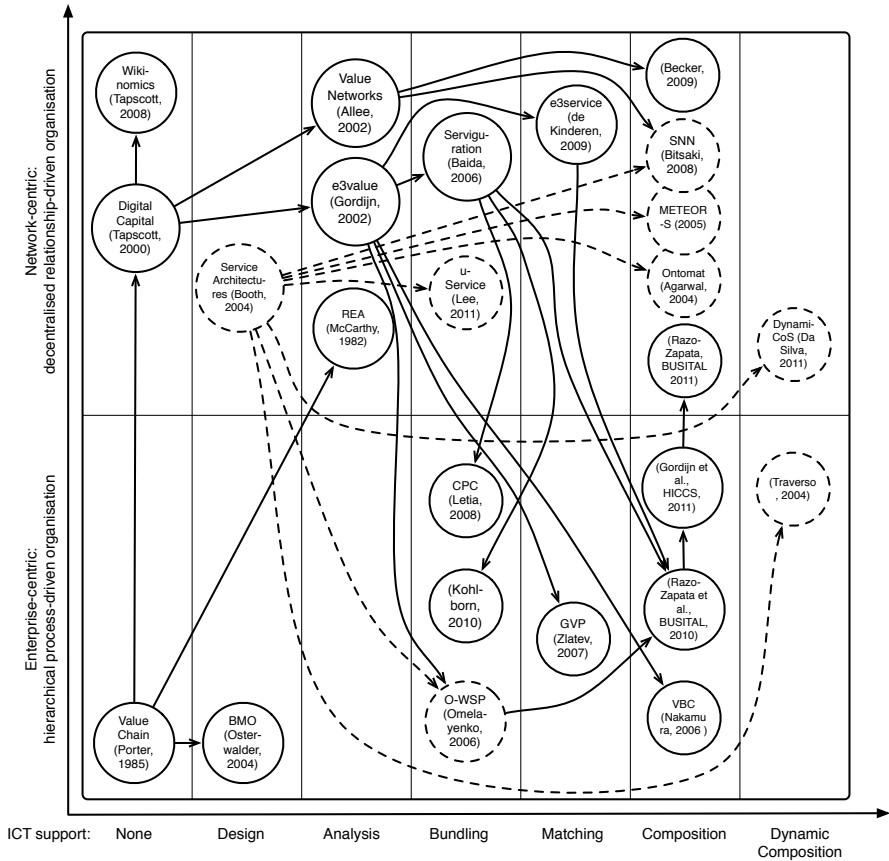 Network-centric:
decentralised relationship-driven organisation
Enterprise-centric:
hierarchical process-driven organisation
Wiki-
nomics
(Tapscott,
2008)
Value
Networks
(Allee,
2002)
(Becker,
2009)
e3service
(de
Kinderen,
2009)
SNN
(Bitsaki,
2008)
Servigu-
ration
(Baida,
2006)
Digital
Capital
(Tapscott,
2000)
e3value
(Gordijn,
2002)
METEOR
-S (2005)
Service
Architectu-
res (Booth,
2004)
u-
Service
(Lee,
2011)
Ontomat
(Agarwal,
2004)
REA
(McCarthy,
1982)
(Razo-
Zapata,
BUSITAL
2011)
Dynami-
CoS (Da
Silva,
2011)
CPC
(Letia,
2008)
(Gordijn et
al.,
HICCS,
2011)
(Traverso
, 2004)
(Kohl-
born,
2010)
GVP
(Zlatev,
2007)
(Razo-
Zapata et
al.,
BUSITAL,
2010)
Value
Chain
(Porter,
1985)
BMO
(Oster-
walder,
2004)
O-WSP
(Omela-
yenko,
2006)
VBC
(Nakamu
ra, 2006 )
ICT support:
None
Design
Analysis
Bundling
Matching
Composition
Dynamic
Composition